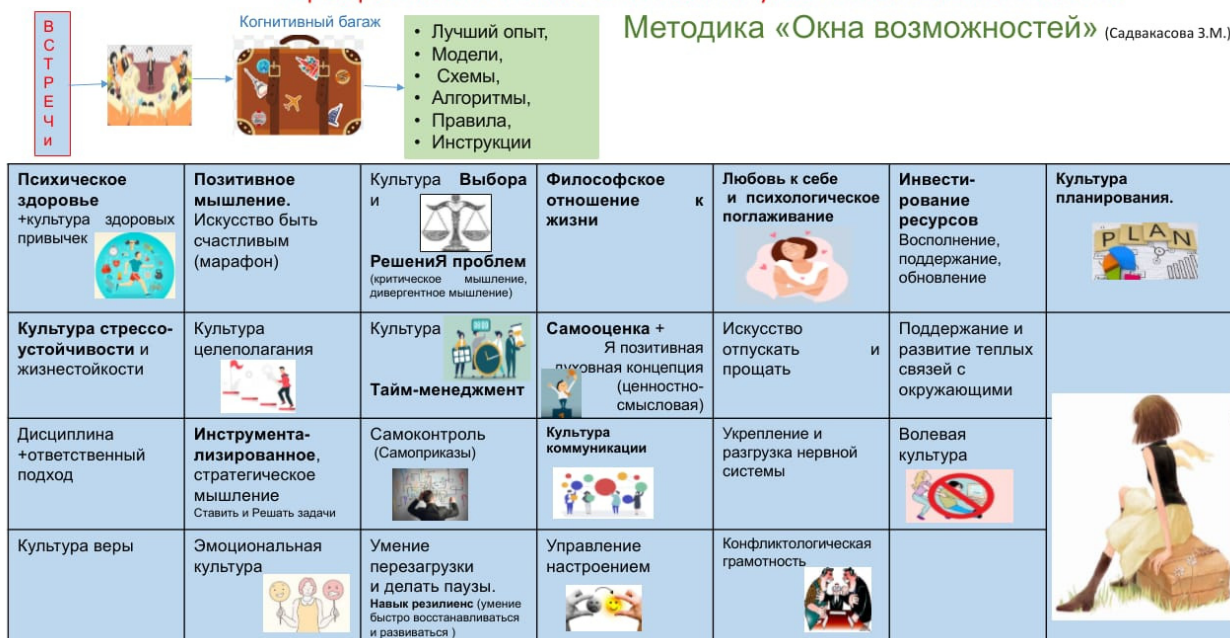 Методика «Окна возможностей» (Садвакасова З.М.)
ВСТРЕЧи
Когнитивный багаж
• Лучший опыт,
• Модели,
• Схемы,
• Алгоритмы,
• Правила,
• Инструкции
Психическое
здоровье
+культура здоровых
привычек
Позитивное
мышление.
Искусство быть
счастливым
(марафон)
Культура Выбора
и
РешениЯ проблем
(критическое мышление,
дивергентное мышление)
Философское
отношение к
жизни
Любовь к себе
и психологическое
поглаживание
Инвести-
рование
ресурсов
Восполнение,
поддержание,
обновление
Культура
планирования.
PLAN
Культура стрессо-
устойчивости и
жизнестойкости
Культура
целеполагания
Культура
Тайм-менеджмент
Самооценка +
Я позитивная
духовная концепция
(ценностно-
смысловая)
Искусство
отпускать и
прощать
Поддержание и
развитие теплых
связей с
окружающими
Дисциплина
+ответственный
подход
Инструмента-
лизированное,
стратегическое
мышление
Ставить и Решать задачи
Самоконтроль
(Самоприказы)
Культура
коммуникации
Укрепление и
разгрузка нервной
системы
Волевая
культура
Культура веры
Эмоциональная
культура
Умение
перезагрузки
и делать паузы.
Навык резилиенс (умение
быстро восстанавливаться
и развиваться )
Управление
настроением
Конфликтологическая
грамотность